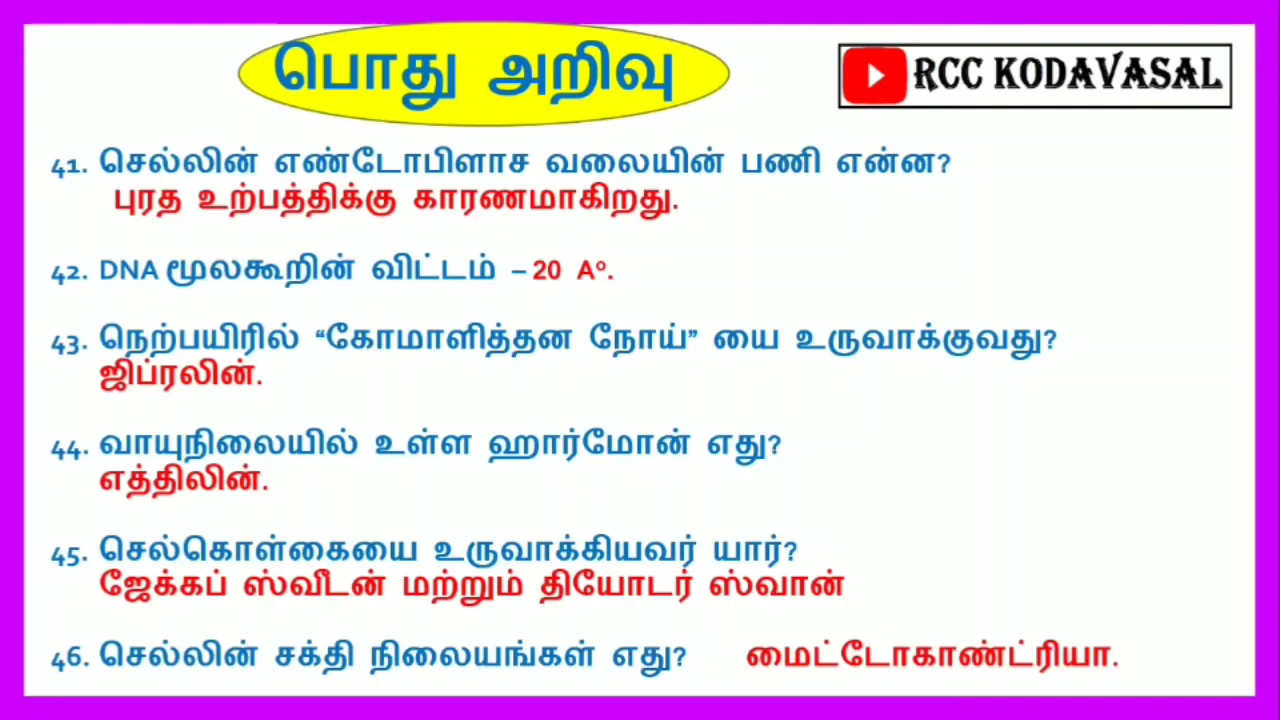 பொது அறிவு
RCC KODAVASAL
41. செல்லின் எண்டோபிளாச வலையின் பணி என்ன?
புரத உற்பத்திக்கு காரணமாகிறது.
42. DNA மூலகூறின் விட்டம் – 20 Aº.
43. நெற்பயிரில் “கோமாளித்தன நோய்” யை உருவாக்குவது?
ஜிப்ரலின்.
44. வாயுநிலையில் உள்ள ஹார்மோன் எது?
எத்திலின்.
45. செல்கொள்கையை உருவாக்கியவர் யார்?
ஜேக்கப் ஸ்வீடன் மற்றும் தியோடர் ஸ்வான்
46. செல்லின் சக்தி நிலையங்கள் எது? மைட்டோகாண்ட்ரியா.